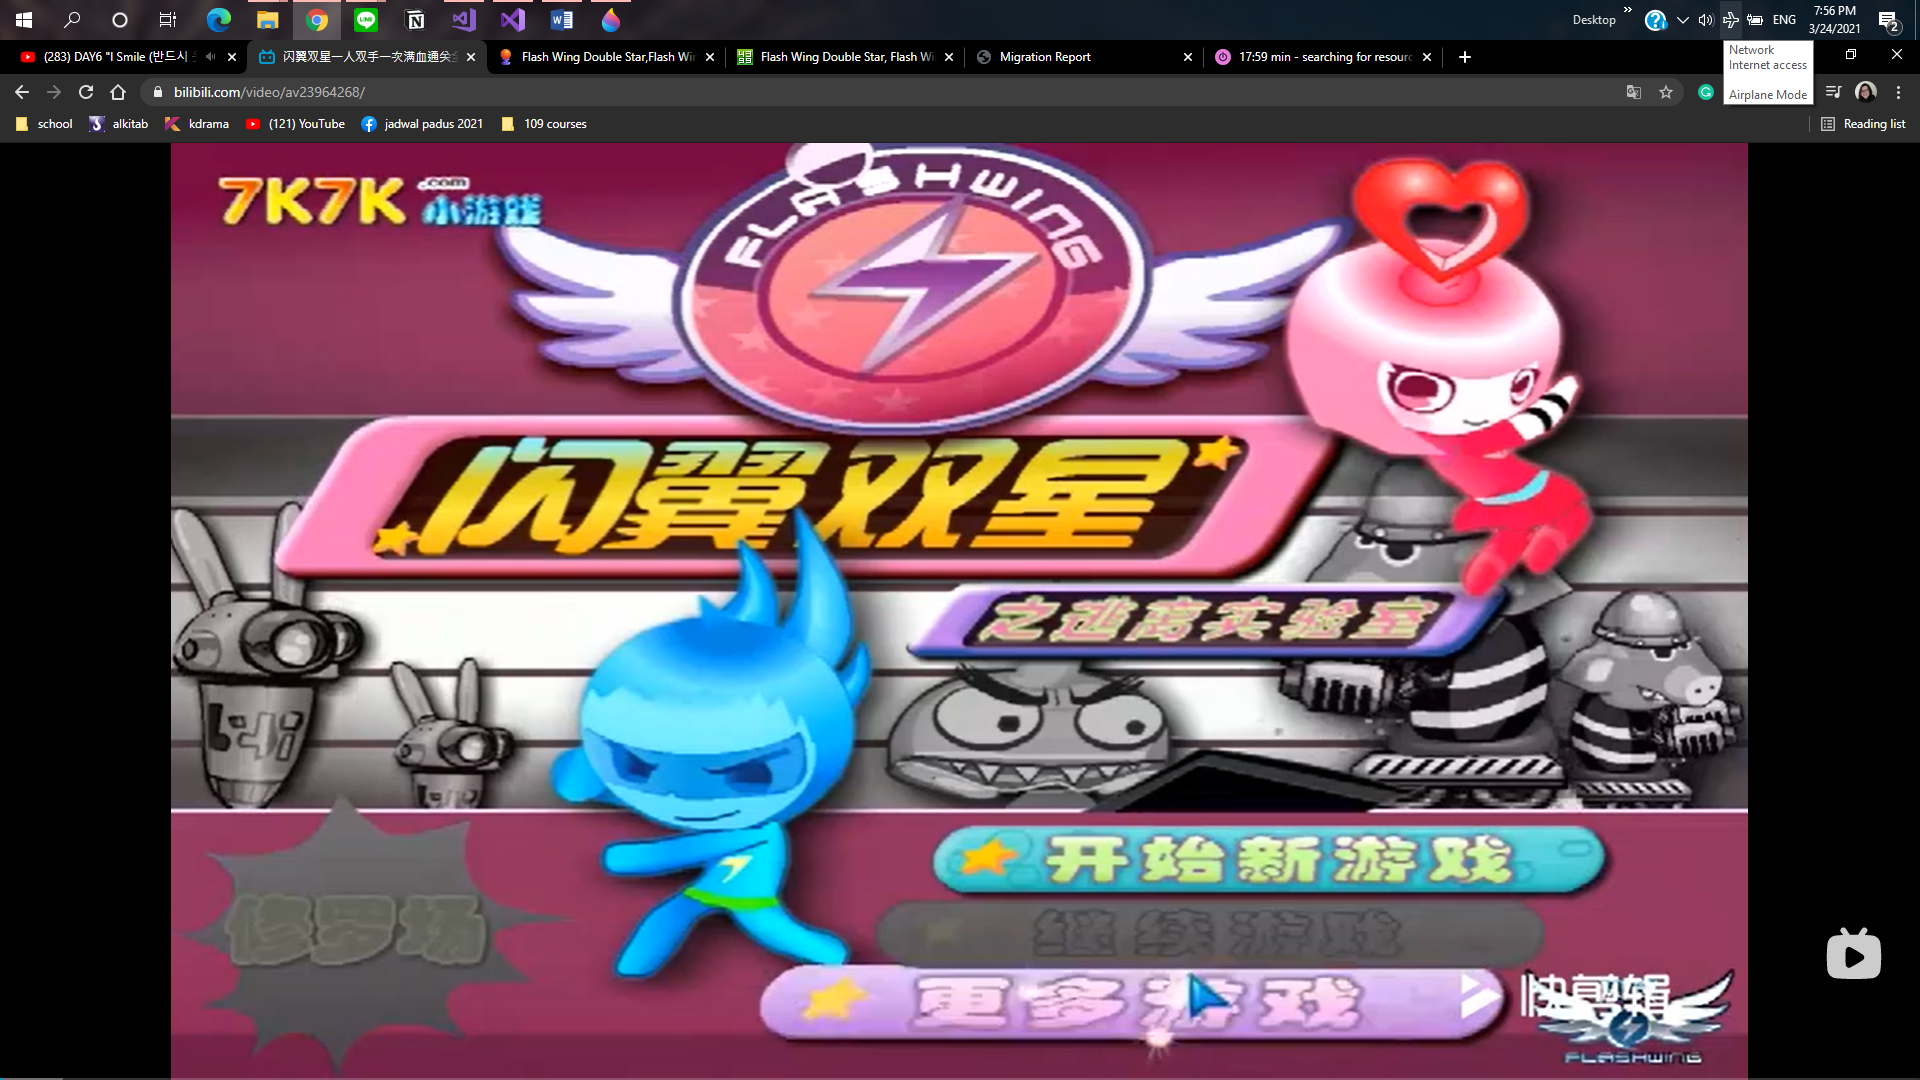 Desktop
»
ENG
7:56 PM
3/24/2021
2
(283) DAY6 "I Smile (반드시
闪翼双星一人双手一次满血通关
Flash Wing Double Star,Flash Wi
Flash Wing Double Star, Flash Wi
Migration Report
17:59 min - searching for resourc
Network
Internet access
Airplane Mode
bilibili.com/video/av23964268/
school
alkitab
kdrama
(121) YouTube
jadwal padus 2021
109 courses
Reading list
7K7K.com
小游戏
FLASHWING
闪翼双星
之逃离实验室
开始新游戏
继续游戏
更多游戏
修罗场
快剪辑
FLASHWING